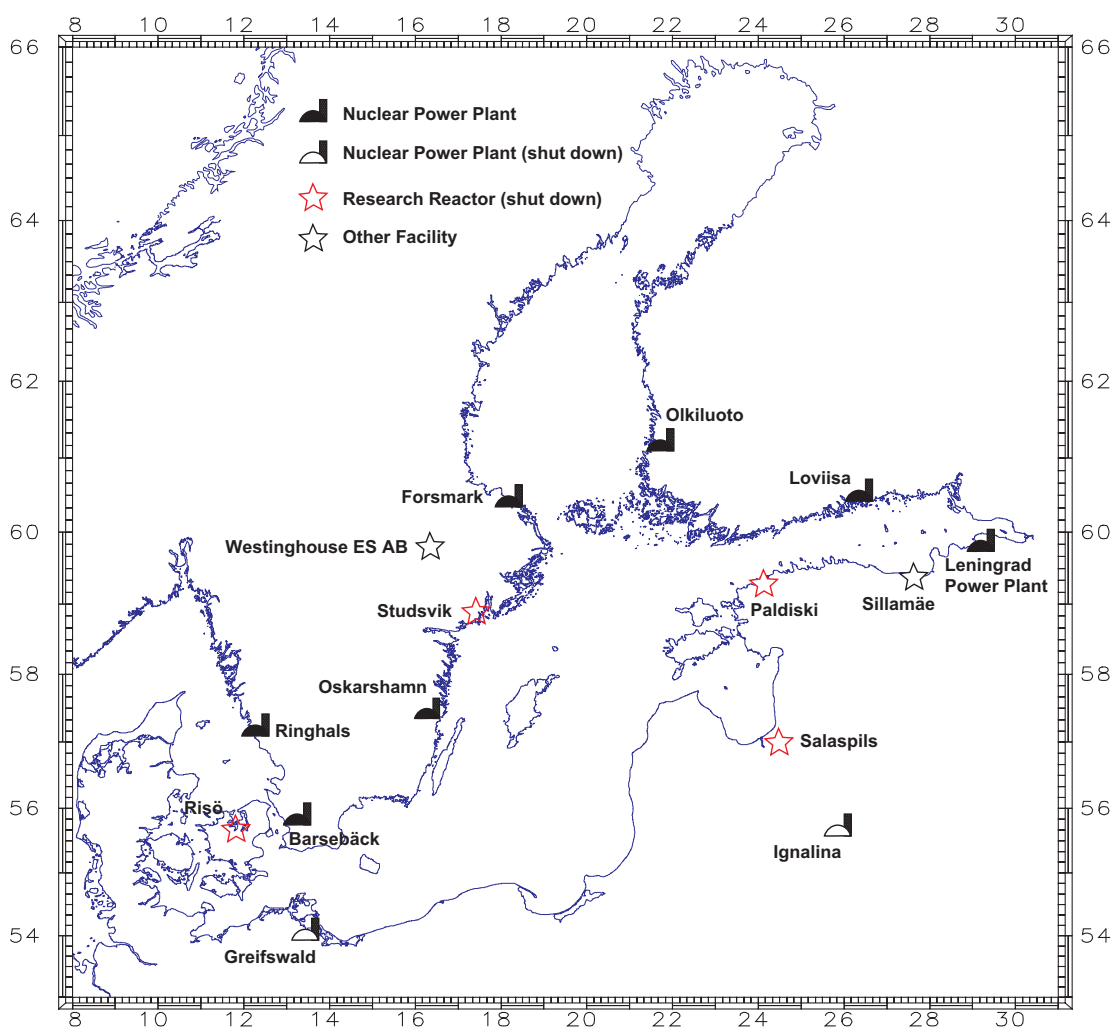 8 10 12 14 16 18 20 22 24 26 28 30
66 66
Nuclear Power Plant
Nuclear Power Plant (shut down)
Research Reactor (shut down)
64 64
Other Facility
62 62
Olkiluoto
Loviisa
Forsmark
60 60
Westinghouse ES AB
Leningrad
Power Plant
Sillamäe
Paldiski
Studsvik
58 58
Oskarshamn
Ringhals
Salaspils
56 56
Risö
Barsebäck
Ignalina
54 54
Greifswald
8 10 12 14 16 18 20 22 24 26 28 30